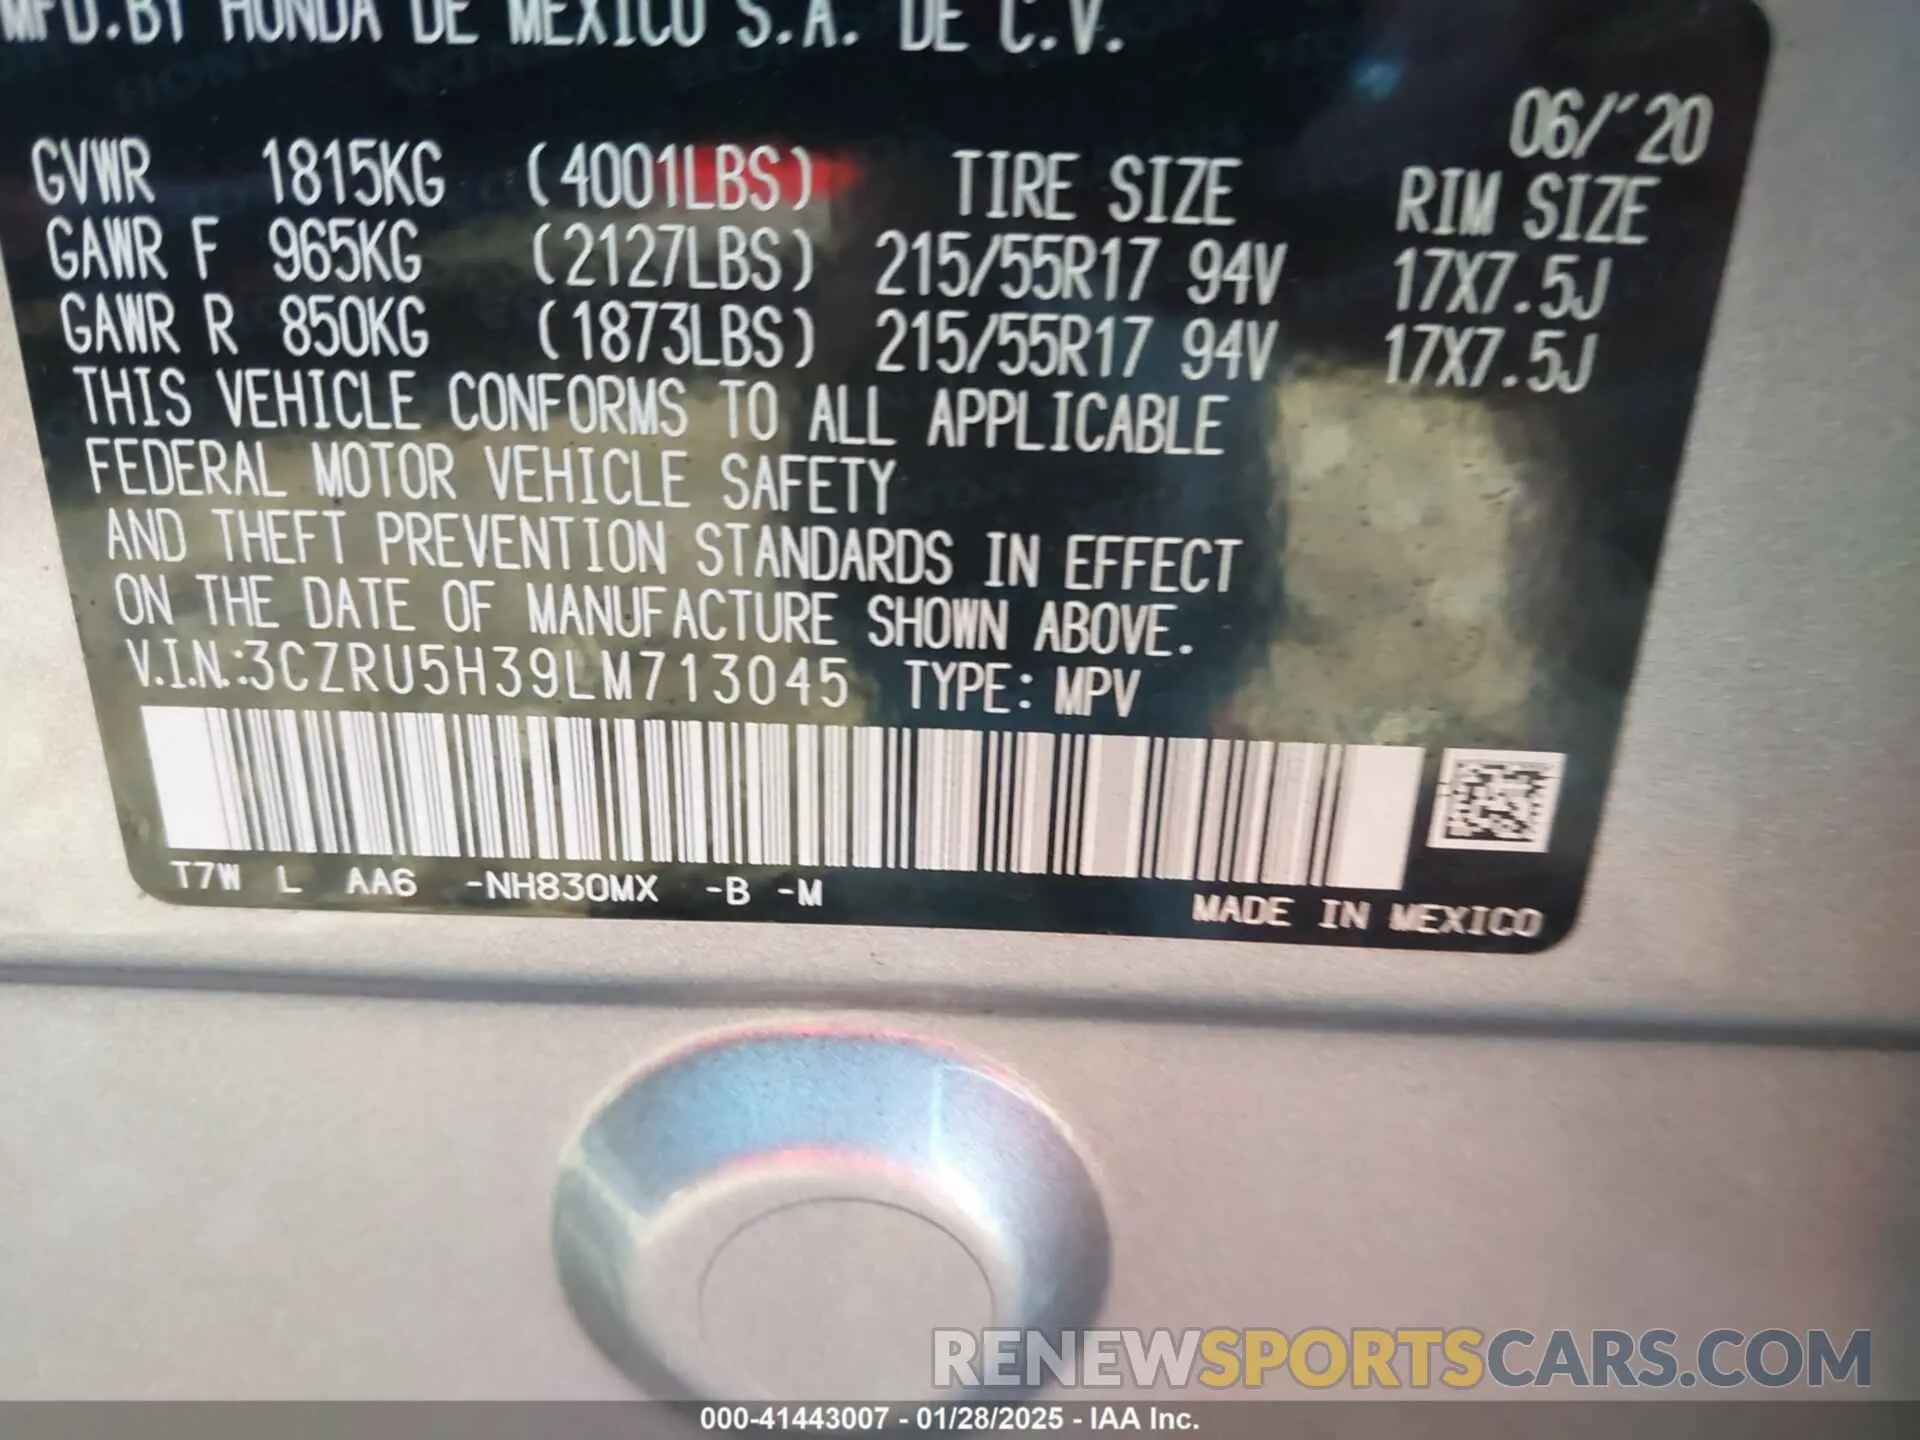 MFD.BY HONDA DE MEXICO S.A. DE C.V.
06/'20
GVWR 1815KG (4001LBS) TIRE SIZE RIM SIZE
GAWR F 965KG (2127LBS) 215/55R17 94V 17X7.5J
GAWR R 850KG (1873LBS) 215/55R17 94V 17X7.5J
THIS VEHICLE CONFORMS TO ALL APPLICABLE
FEDERAL MOTOR VEHICLE SAFETY
AND THEFT PREVENTION STANDARDS IN EFFECT
ON THE DATE OF MANUFACTURE SHOWN ABOVE.
V.I.N.:3CZRU5H39LM713045 TYPE: MPV
T7W L AA6 -NH830MX -B -M
MADE IN MEXICO
RENEWSPORTSCARS.COM
000-41443007 - 01/28/2025 - IAA Inc.